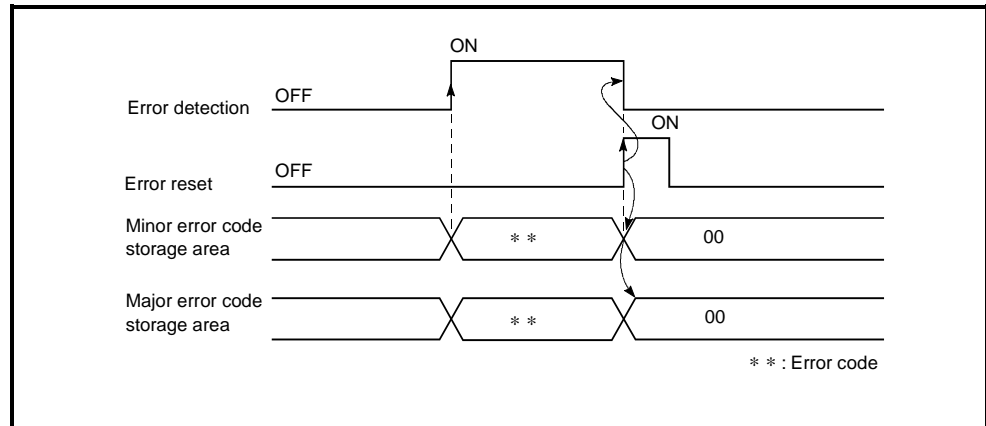 ON
OFF
Error detection
ON
OFF
Error reset
Minor error code
storage area
* *
00
Major error code
storage area
* *
00
* * : Error code